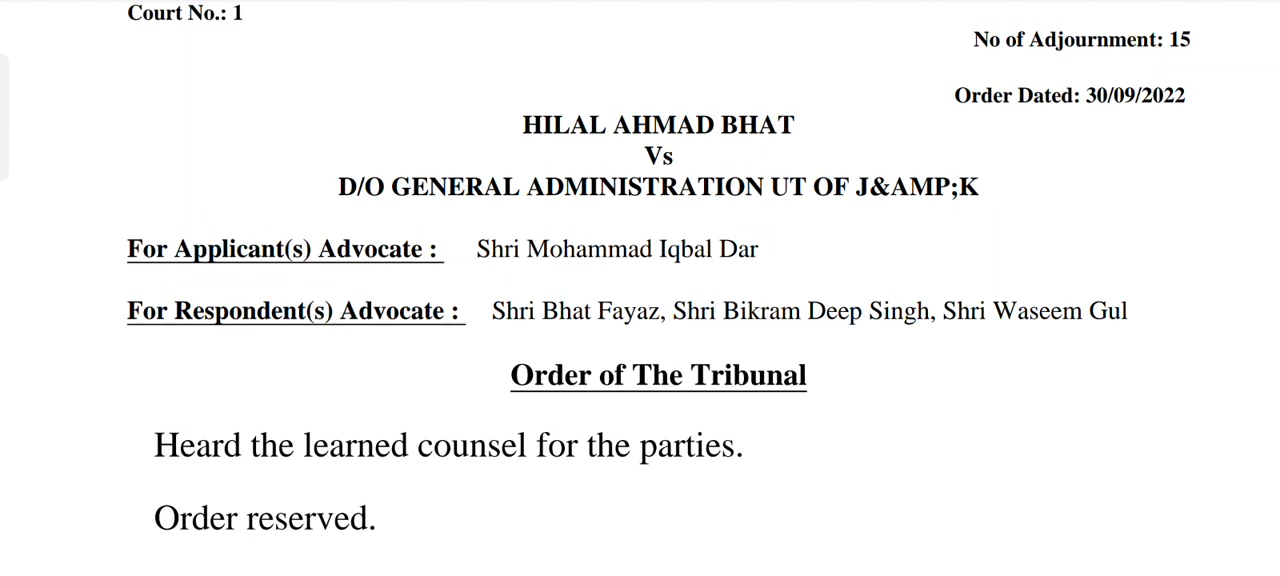 Court No.: 1
No of Adjournment: 15
Order Dated: 30/09/2022
HILAL AHMAD BHAT
Vs
D/O GENERAL ADMINISTRATION UT OF J&AMP;K
For Applicant(s) Advocate : Shri Mohammad Iqbal Dar
For Respondent(s) Advocate : Shri Bhat Fayaz, Shri Bikram Deep Singh, Shri Waseem Gul
Order of The Tribunal
Heard the learned counsel for the parties.
Order reserved.